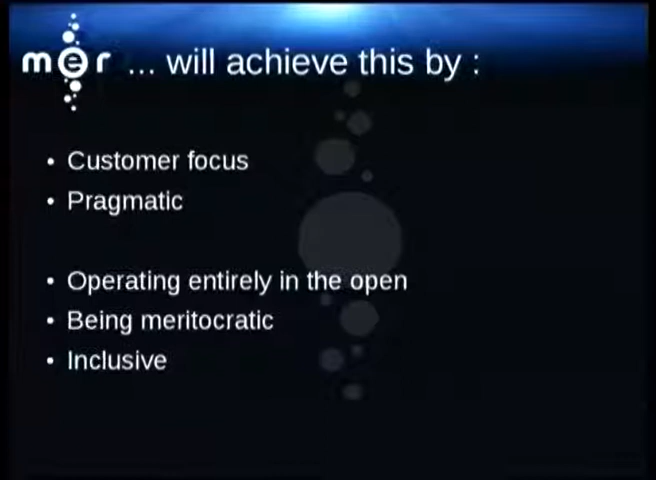 mer ... will achieve this by :
• Customer focus
• Pragmatic
• Operating entirely in the open
• Being meritocratic
• Inclusive